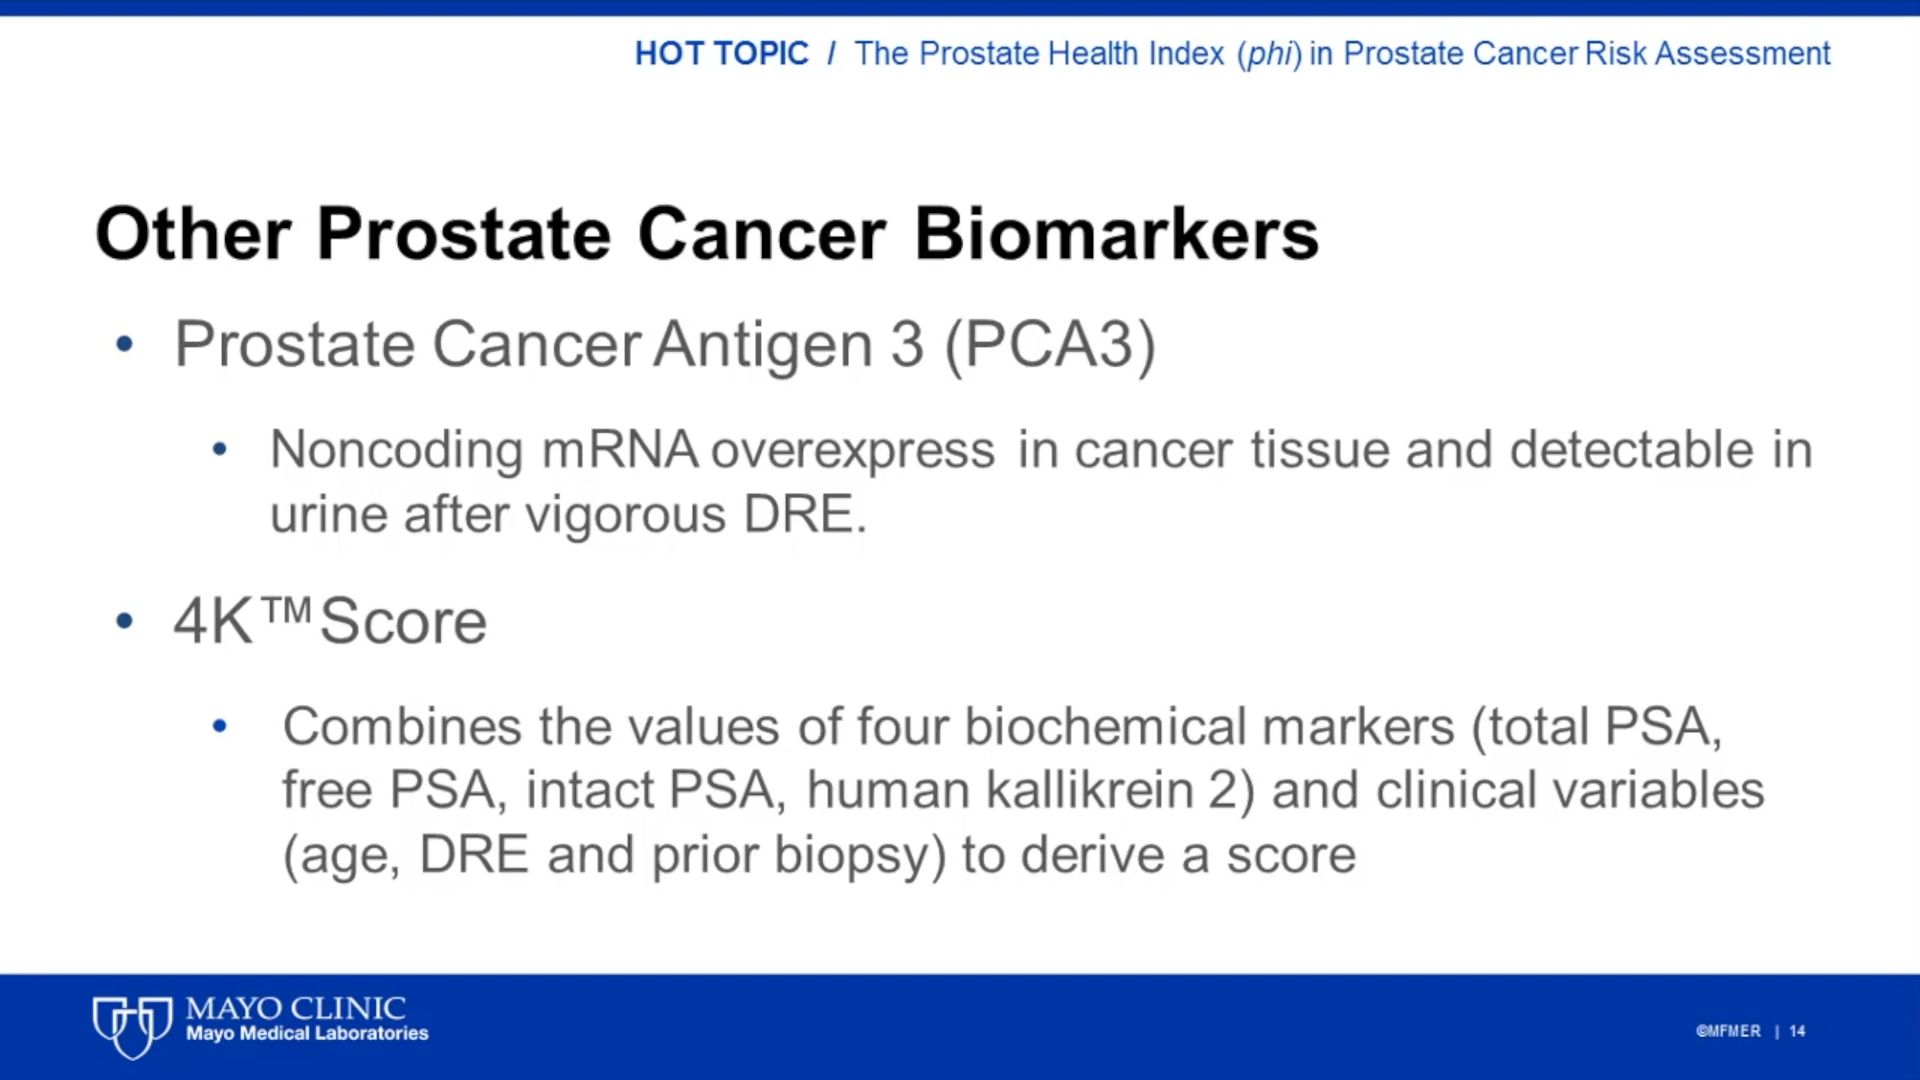 HOT TOPIC / The Prostate Health Index (phi) in Prostate Cancer Risk Assessment
Other Prostate Cancer Biomarkers
• Prostate Cancer Antigen 3 (PCA3)
• Noncoding mRNA overexpress in cancer tissue and detectable in
urine after vigorous DRE.
• 4K™Score
• Combines the values of four biochemical markers (total PSA,
free PSA, intact PSA, human kallikrein 2) and clinical variables
(age, DRE and prior biopsy) to derive a score
MAYO CLINIC
Mayo Medical Laboratories
©MFMER | 14